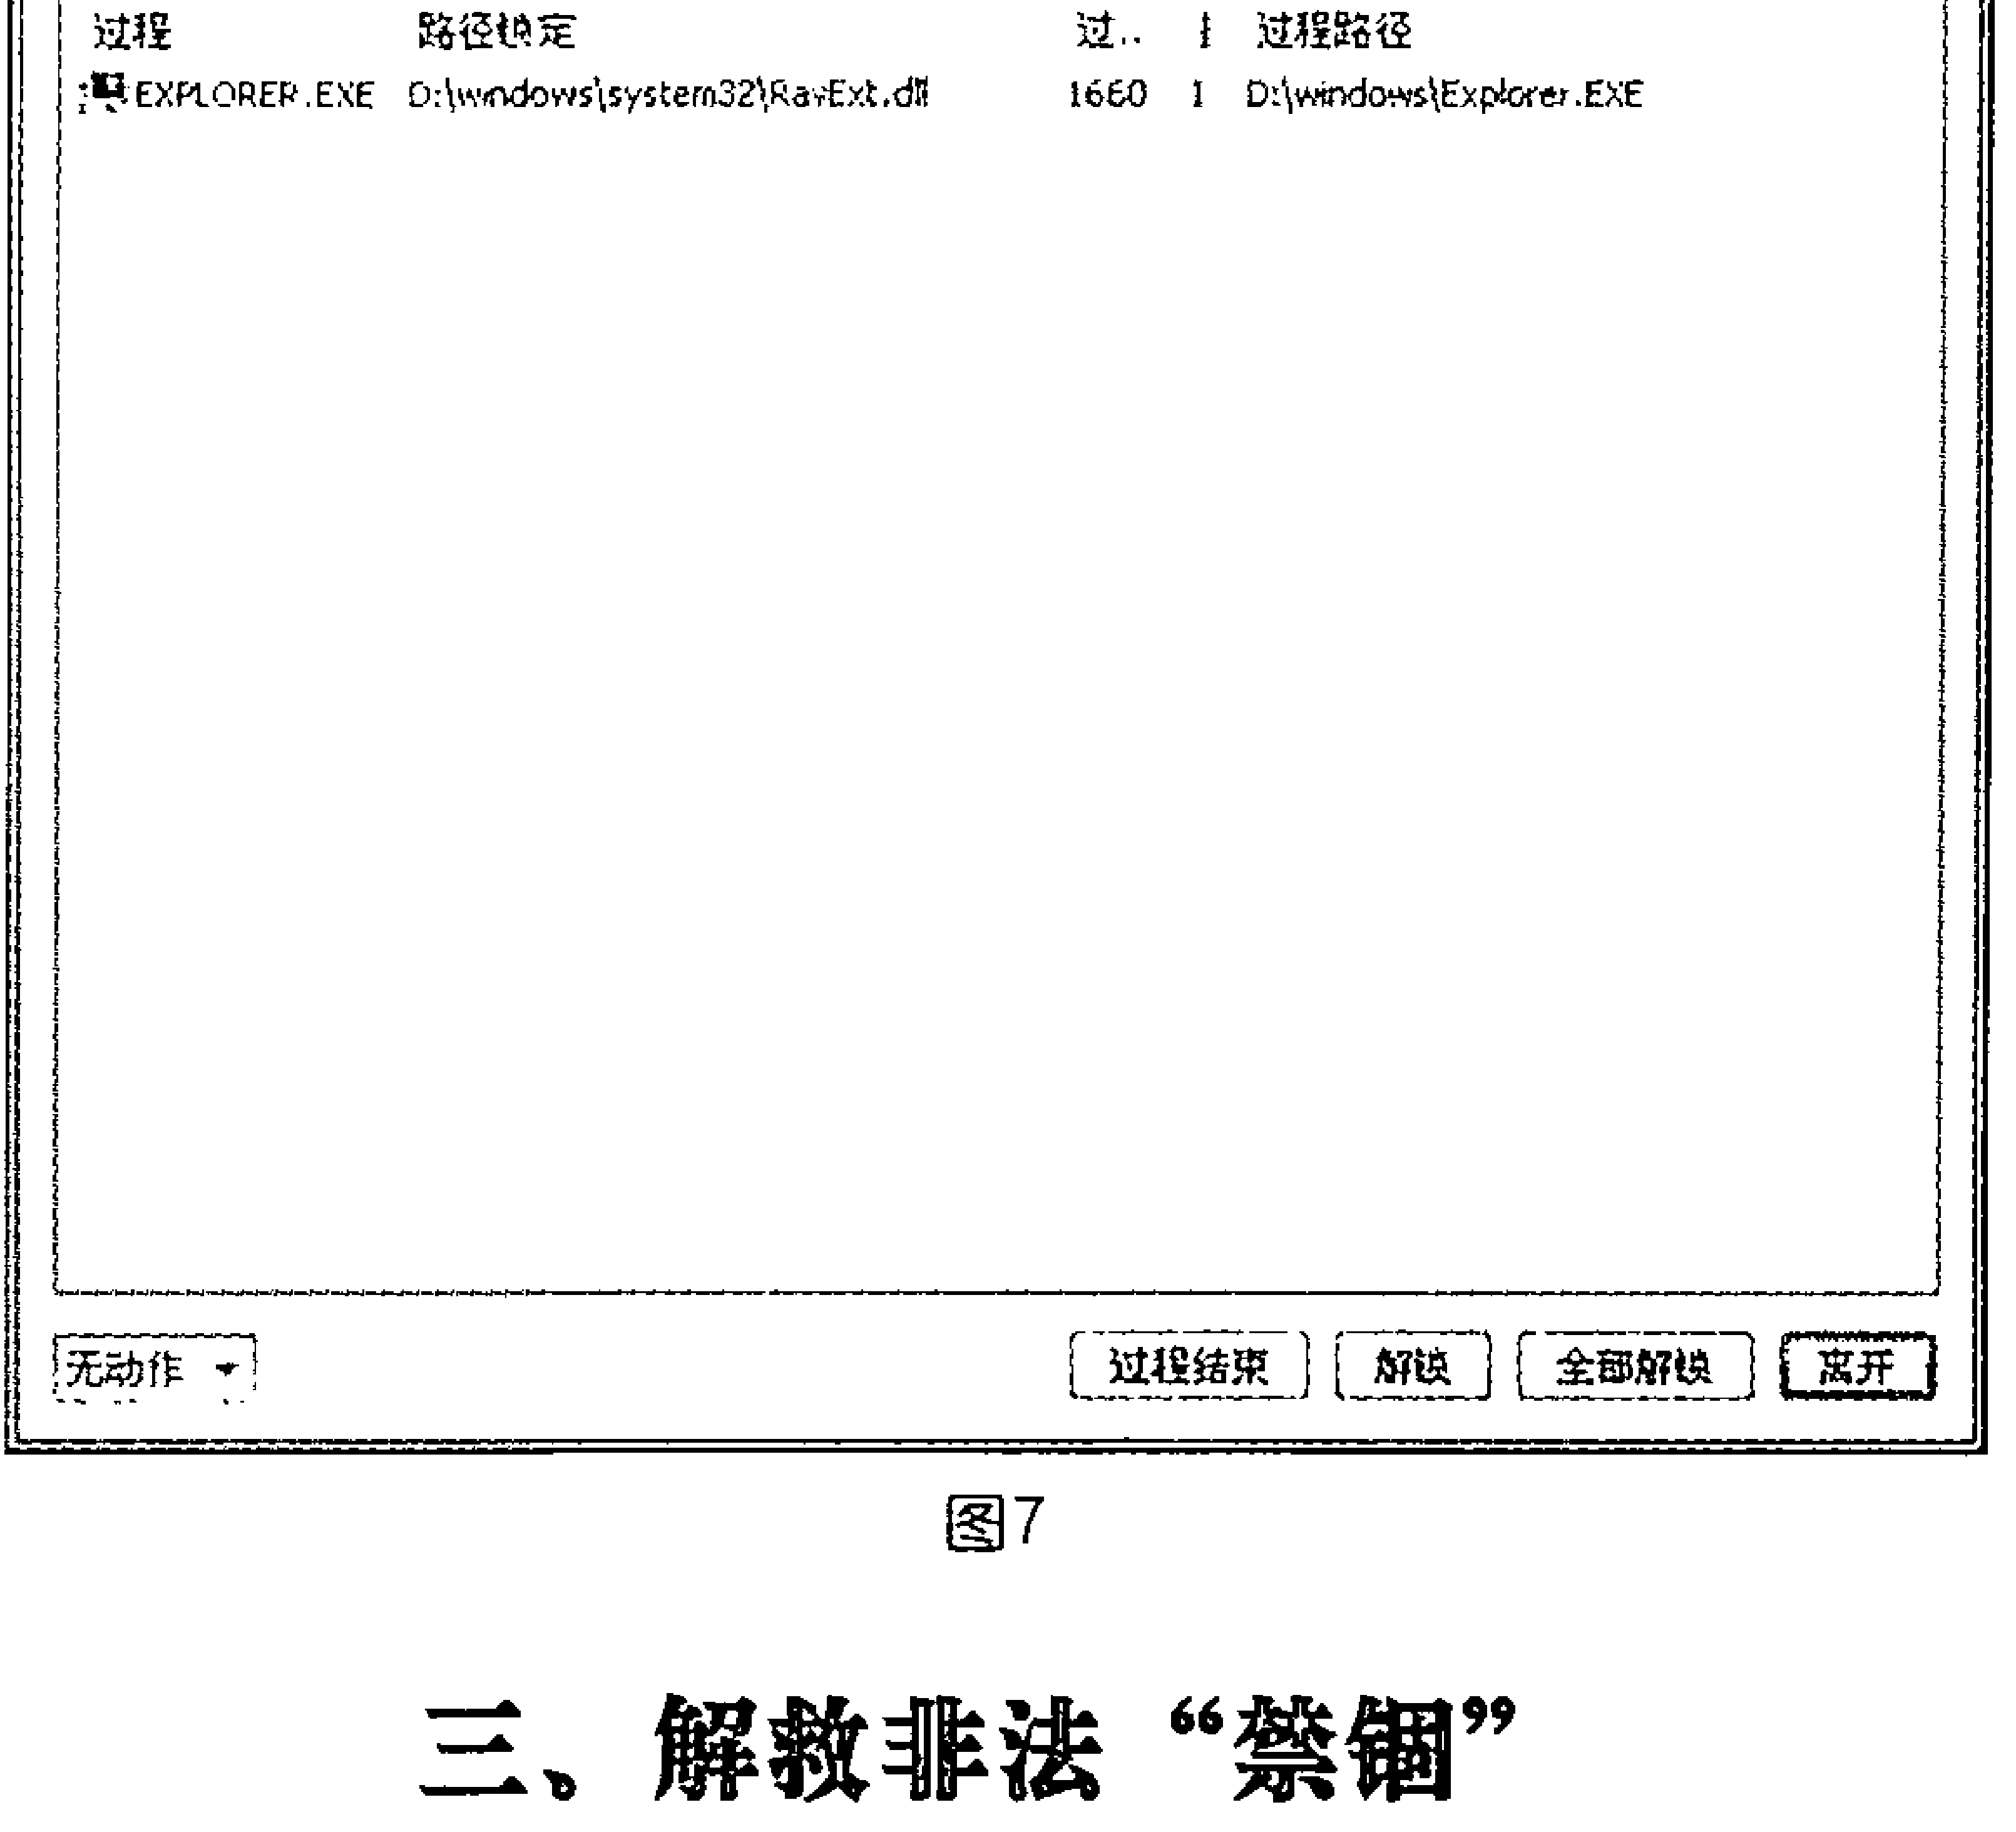 过程 路径锁定 过.. 过程路径
EXPLORER.EXE D:\windows\system32\RavExt.dll 1660 1 D:\windows\Explorer.EXE
无动作 过程结束 解锁 全部解锁 离开
图7
三、解救非法“禁锢”